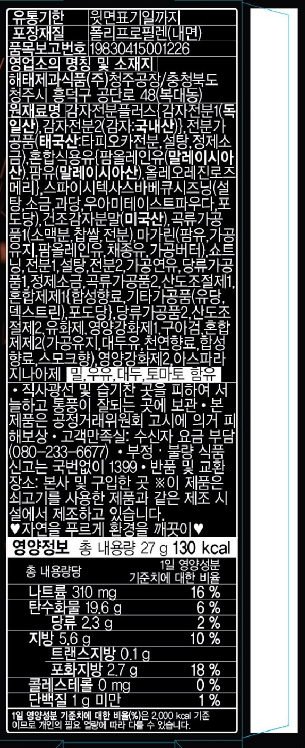 유통기한 윗면표기일까지
포장재질 폴리프로필렌(내면)
품목보고번호 19830415001226
영업소의 명칭 및 소재지
해태제과식품(주)청주공장/충청북도
청주시 흥덕구 공단로 48(복대동)
원재료명 감자전분플러스{감자전분1(독
일산),감자전분2(감자:국내산)},전분가
공품(태국산:타피오카전분,설탕,정제소
금),혼합식용유{팜올레인유(말레이시아
산),팜유(말레이시아산),올레오레진로즈
메리},스파이시텍사스바베큐시즈닝{설
탕,소금,과당,우아미테이스트파우다,포
도당},건조감자분말(미국산),곡류가공
품1(소맥분,찹쌀,전분),마가린(팜유,가공
유지,팜올레인유,채종유,가공버터),쇼트
닝,전분1,설탕,전분2,가공연유,당류가공
품1,정제소금,곡류가공품2,산도조절제1,
혼합제제1{합성향료,기타가공품(유당,
덱스트린),포도당},당류가공품2,산도조
절제2,유화제,영양강화제1,구아검,혼합
제제2(가공유지,대두유,천연향료,합성
향료,스모크향),영양강화제2,아스파라
지나아제 밀,우유,대두,토마토 함유
• 직사광선 및 습기찬 곳을 피하여 서
늘하고 통풍이 잘되는 곳에 보관 • 본
제품은 공정거래위원회 고시에 의거 피
해보상 • 고객만족실: 수신자 요금 부담
(080-233-6677) • 부정 · 불량 식품
신고는 국번없이 1399 • 반품 및 교환
장소: 본사 및 구입한 곳 ※이 제품은
쇠고기를 사용한 제품과 같은 제조 시
설에서 제조하고 있습니다.
♥자연을 푸르게 환경을 깨끗이♥
영양정보 총 내용량 27 g 130 kcal
총 내용량당 1일 영양성분
기준치에 대한 비율
나트륨 310 mg 16 %
탄수화물 19.6 g 6 %
당류 2.3 g 2 %
지방 5.6 g 10 %
트랜스지방 0.1 g
포화지방 2.7 g 18 %
콜레스테롤 0 mg 0 %
단백질 1 g 미만 1 %
1일 영양성분 기준치에 대한 비율(%)은 2,000 kcal 기준
이므로 개인의 필요 열량에 따라 다를 수 있습니다.